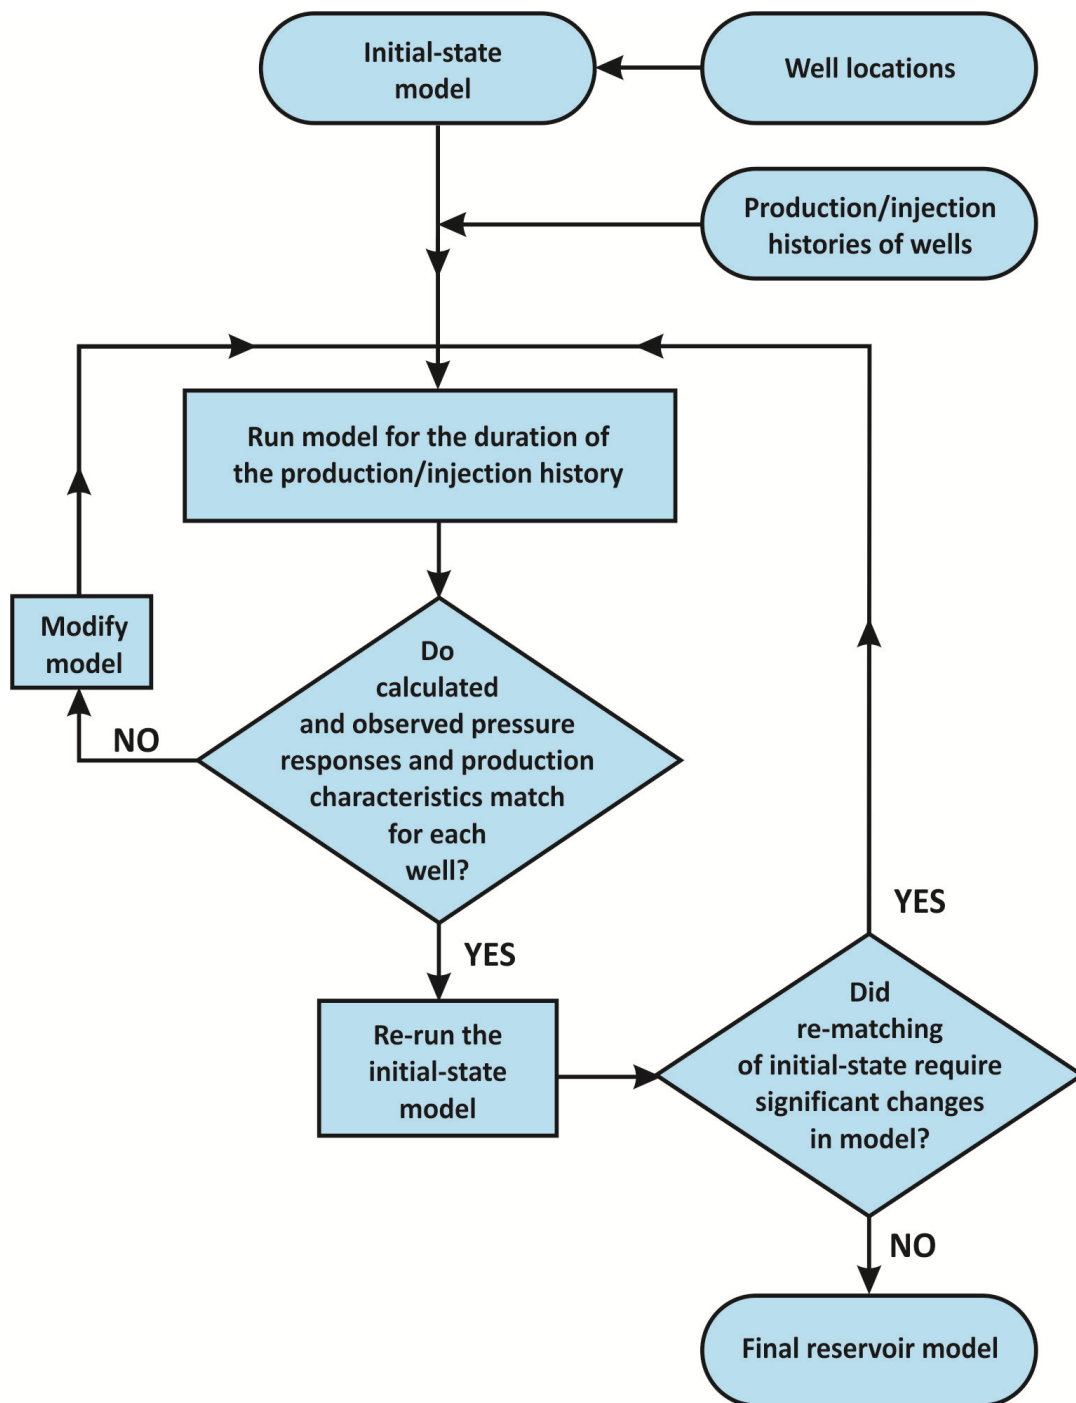 Initial-state
model
Well locations
Production/injection
histories of wells
Run model for the duration of
the production/injection history
Modify
model
NO
Do
calculated
and observed pressure
responses and production
characteristics match
for each
well?
YES
Re-run the
initial-state
model
YES
Did
re-matching
of initial-state require
significant changes
in model?
NO
Final reservoir model